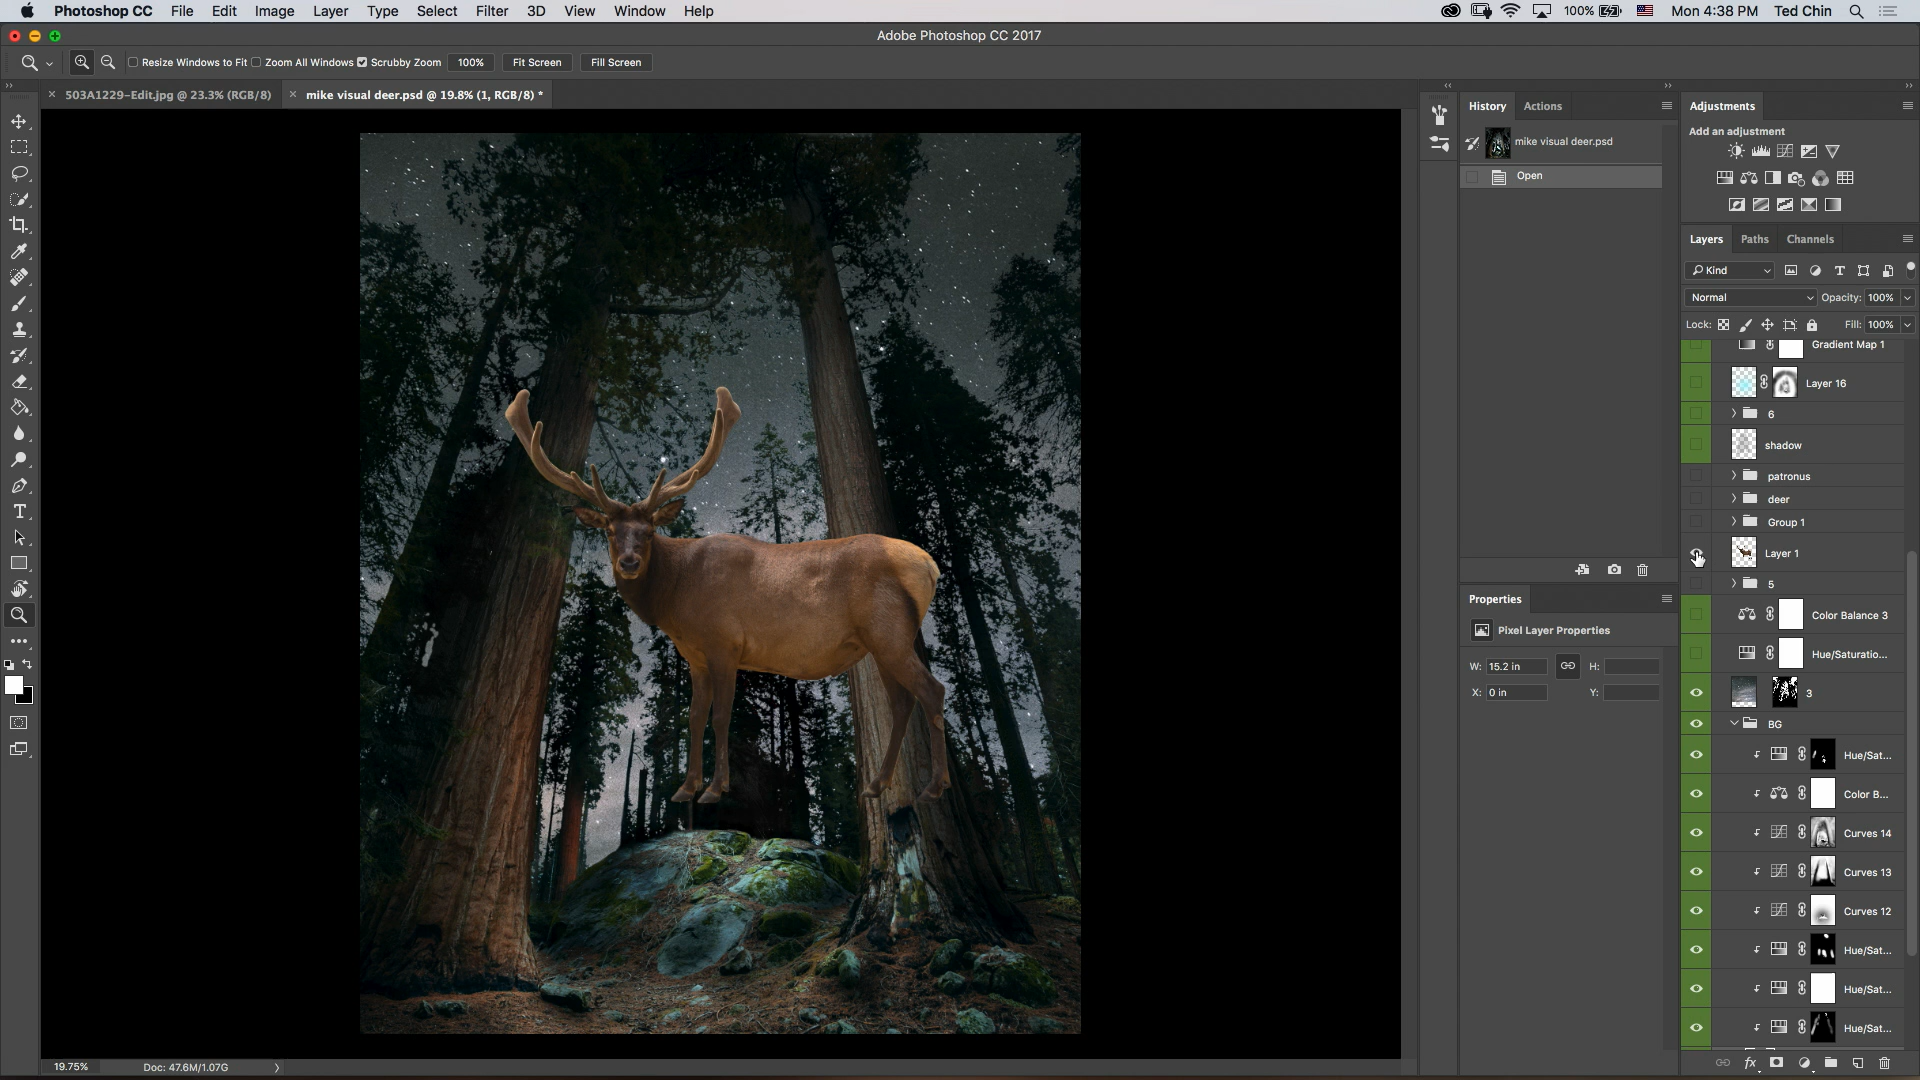 Photoshop CC File Edit Image Layer Type Select Filter 3D View Window Help 100% Mon 4:38 PM Ted Chin
Adobe Photoshop CC 2017
Resize Windows to Fit Zoom All Windows Scrubby Zoom 100% Fit Screen Fill Screen
503A1229-Edit.jpg @ 23.3% (RGB/8) mike visual deer.psd @ 19.8% (1, RGB/8) *
History Actions
mike visual deer.psd
Open
Properties
Pixel Layer Properties
W: 15.2 in H:
X: 0 in Y:
Adjustments
Add an adjustment
Layers Paths Channels
Kind
Normal Opacity: 100%
Lock: Fill: 100%
Gradient Map 1
Layer 16
6
shadow
patronus
deer
Group 1
Layer 1
5
Color Balance 3
Hue/Saturatio...
3
BG
Hue/Sat...
Color B...
Curves 14
Curves 13
Curves 12
Hue/Sat...
Hue/Sat...
Hue/Sat...
19.75% Doc: 47.6M/1.07G